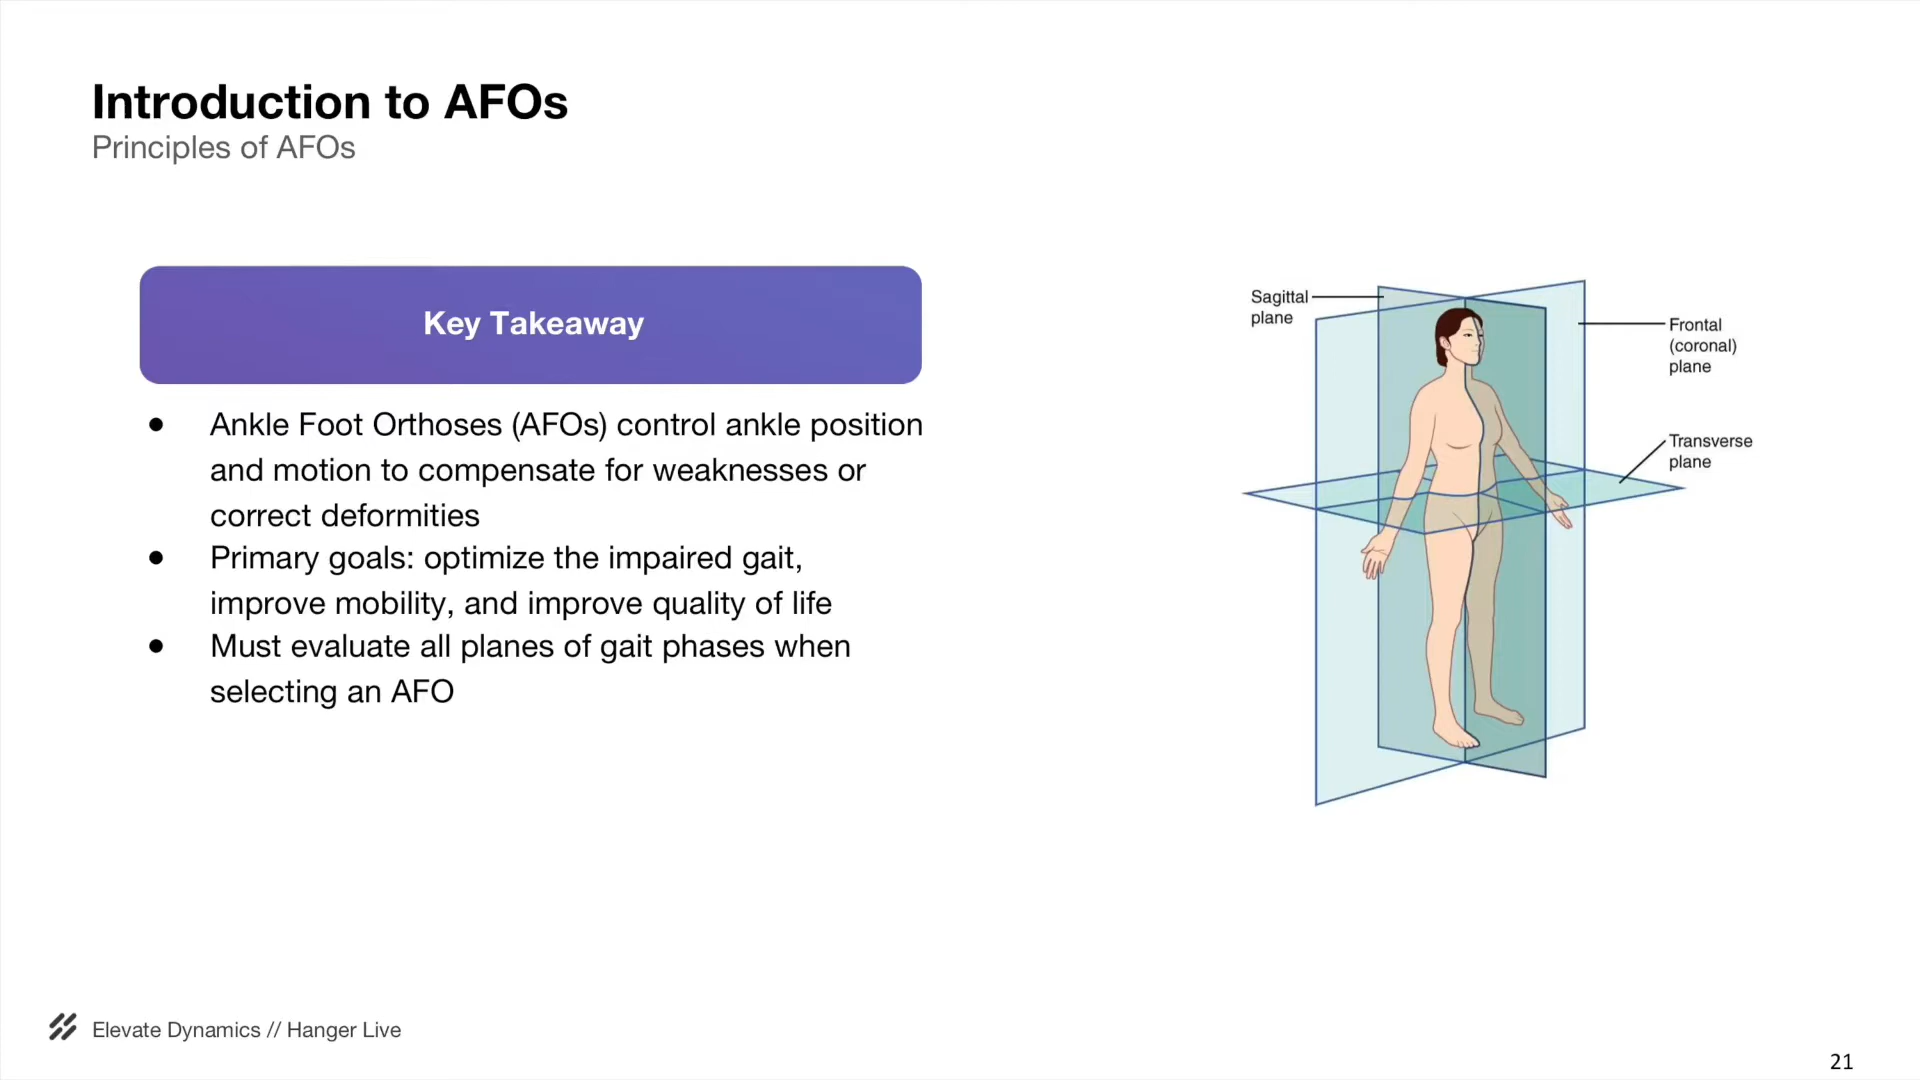 Introduction to AFOs
Principles of AFOs
Key Takeaway
● Ankle Foot Orthoses (AFOs) control ankle position
and motion to compensate for weaknesses or
correct deformities
● Primary goals: optimize the impaired gait,
improve mobility, and improve quality of life
● Must evaluate all planes of gait phases when
selecting an AFO
Sagittal
plane
Frontal
(coronal)
plane
Transverse
plane
Elevate Dynamics // Hanger Live
21